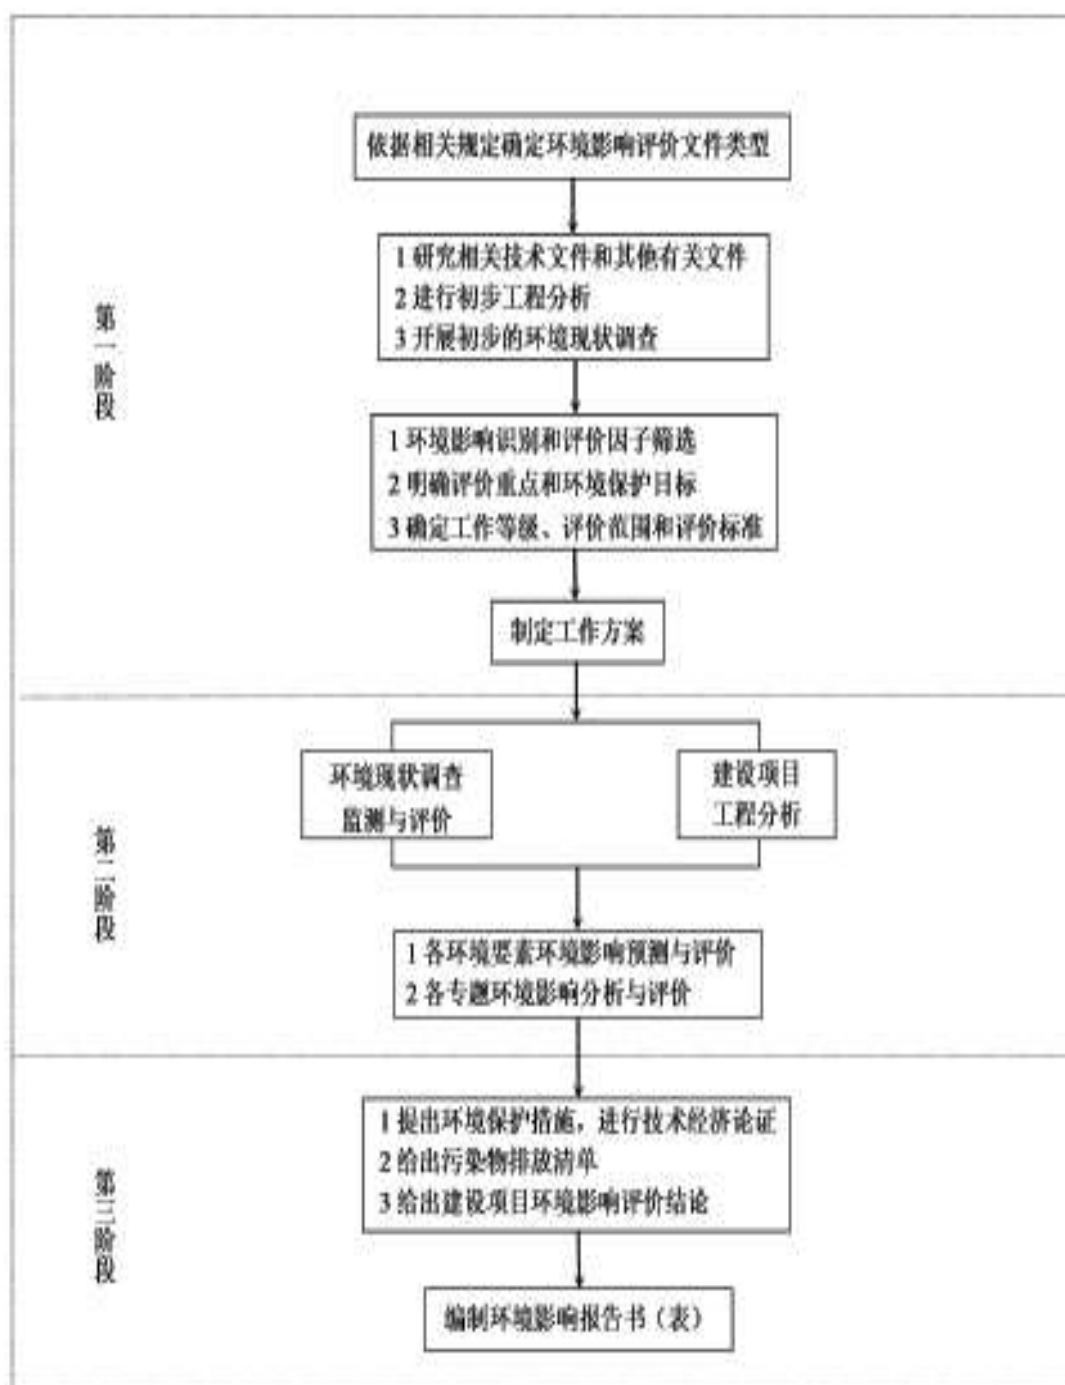 依据相关规定确定环境影响评价文件类型
1 研究相关技术文件和其他有关文件
2 进行初步工程分析
3 开展初步的环境现状调查
第一阶段
1 环境影响识别和评价因子筛选
2 明确评价重点和环境保护目标
3 确定工作等级、评价范围和评价标准
制定工作方案
环境现状调查
监测与评价
建设项目
工程分析
第二阶段
1 各环境要素环境影响预测与评价
2 各专题环境影响分析与评价
1 提出环境保护措施，进行技术经济论证
2 给出污染物排放清单
3 给出建设项目环境影响评价结论
第三阶段
编制环境影响报告书（表）